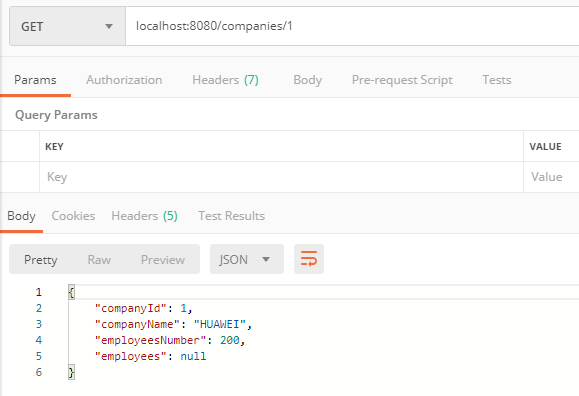 GET localhost:8080/companies/1
Params Authorization Headers (7) Body Pre-request Script Tests
Query Params
KEY VALUE
Key Value
Body Cookies Headers (5) Test Results
Pretty Raw Preview JSON
1 {
2 "companyId": 1,
3 "companyName": "HUAWEI",
4 "employeesNumber": 200,
5 "employees": null
6 }